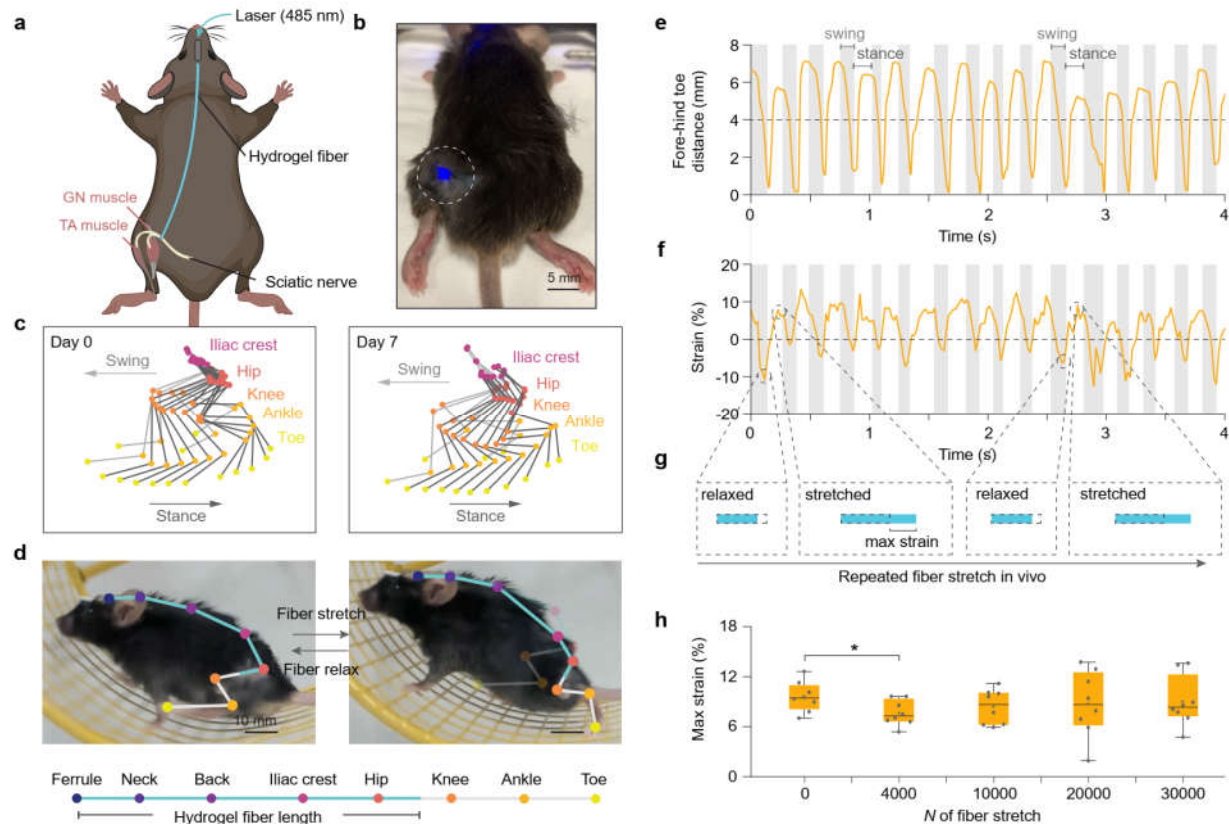 a
Laser (485 nm)
Hydrogel fiber
GN muscle
TA muscle
Sciatic nerve
b
5 mm
c
Day 0
Iliac crest
Swing
Hip
Knee
Ankle
Toe
Stance
Day 7
Iliac crest
Swing
Hip
Knee
Ankle
Toe
Stance
d
Fiber stretch
Fiber relax
10 mm
Ferrule Neck Back Iliac crest Hip Knee Ankle Toe
Hydrogel fiber length
e
swing swing
stance stance
Fore-hind toe
distance (mm)
8
6
4
2
0
0 1 2 3 4
Time (s)
f
Strain (%)
20
10
0
-10
-20
0 1 2 3 4
Time (s)
g
relaxed stretched relaxed stretched
max strain
Repeated fiber stretch in vivo
h
Max strain (%)
18
12
6
0
*
0 4000 10000 20000 30000
N of fiber stretch